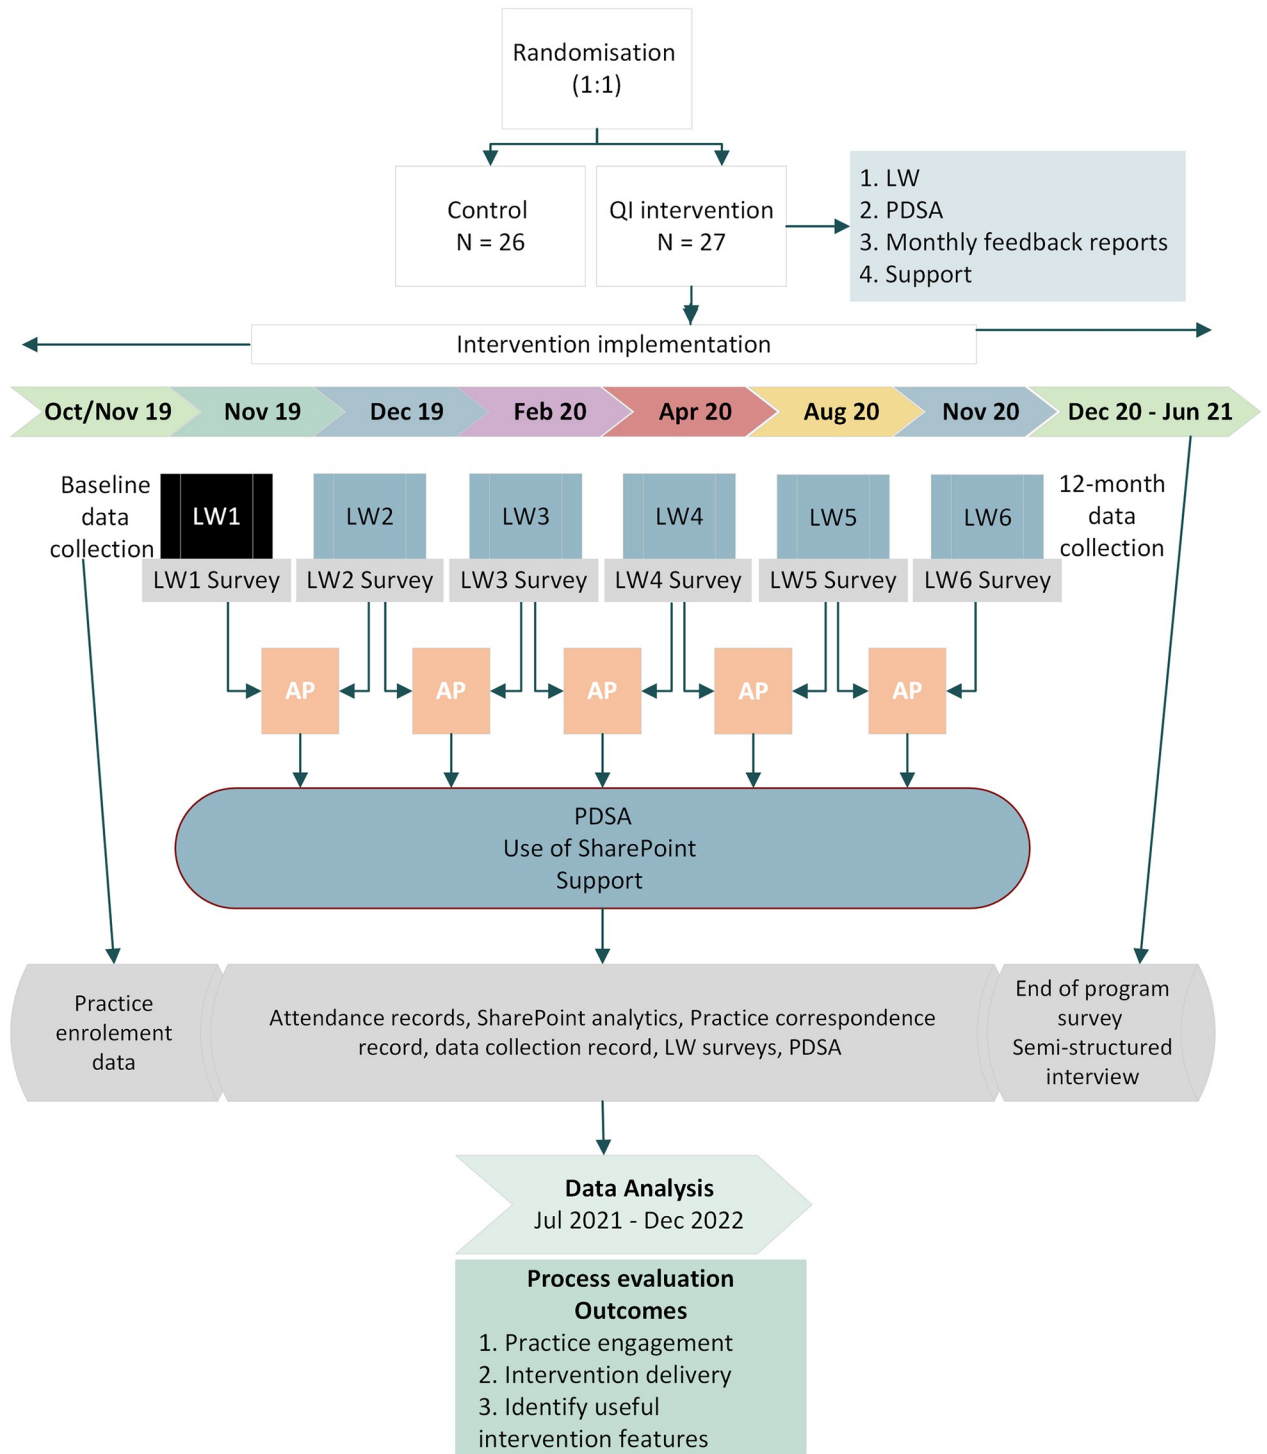 Randomisation
(1:1)
Control
N = 26
QI intervention
N = 27
1. LW
2. PDSA
3. Monthly feedback reports
4. Support
Intervention implementation
Oct/Nov 19
Nov 19
Dec 19
Feb 20
Apr 20
Aug 20
Nov 20
Dec 20 - Jun 21
Baseline
data
collection
LW1
LW2
LW3
LW4
LW5
LW6
12-month
data
collection
LW1 Survey
LW2 Survey
LW3 Survey
LW4 Survey
LW5 Survey
LW6 Survey
AP
AP
AP
AP
AP
PDSA
Use of SharePoint
Support
Practice
enrolement
data
Attendance records, SharePoint analytics, Practice correspondence
record, data collection record, LW surveys, PDSA
End of program
survey
Semi-structured
interview
Data Analysis
Jul 2021 - Dec 2022
Process evaluation
Outcomes
1. Practice engagement
2. Intervention delivery
3. Identify useful
intervention features